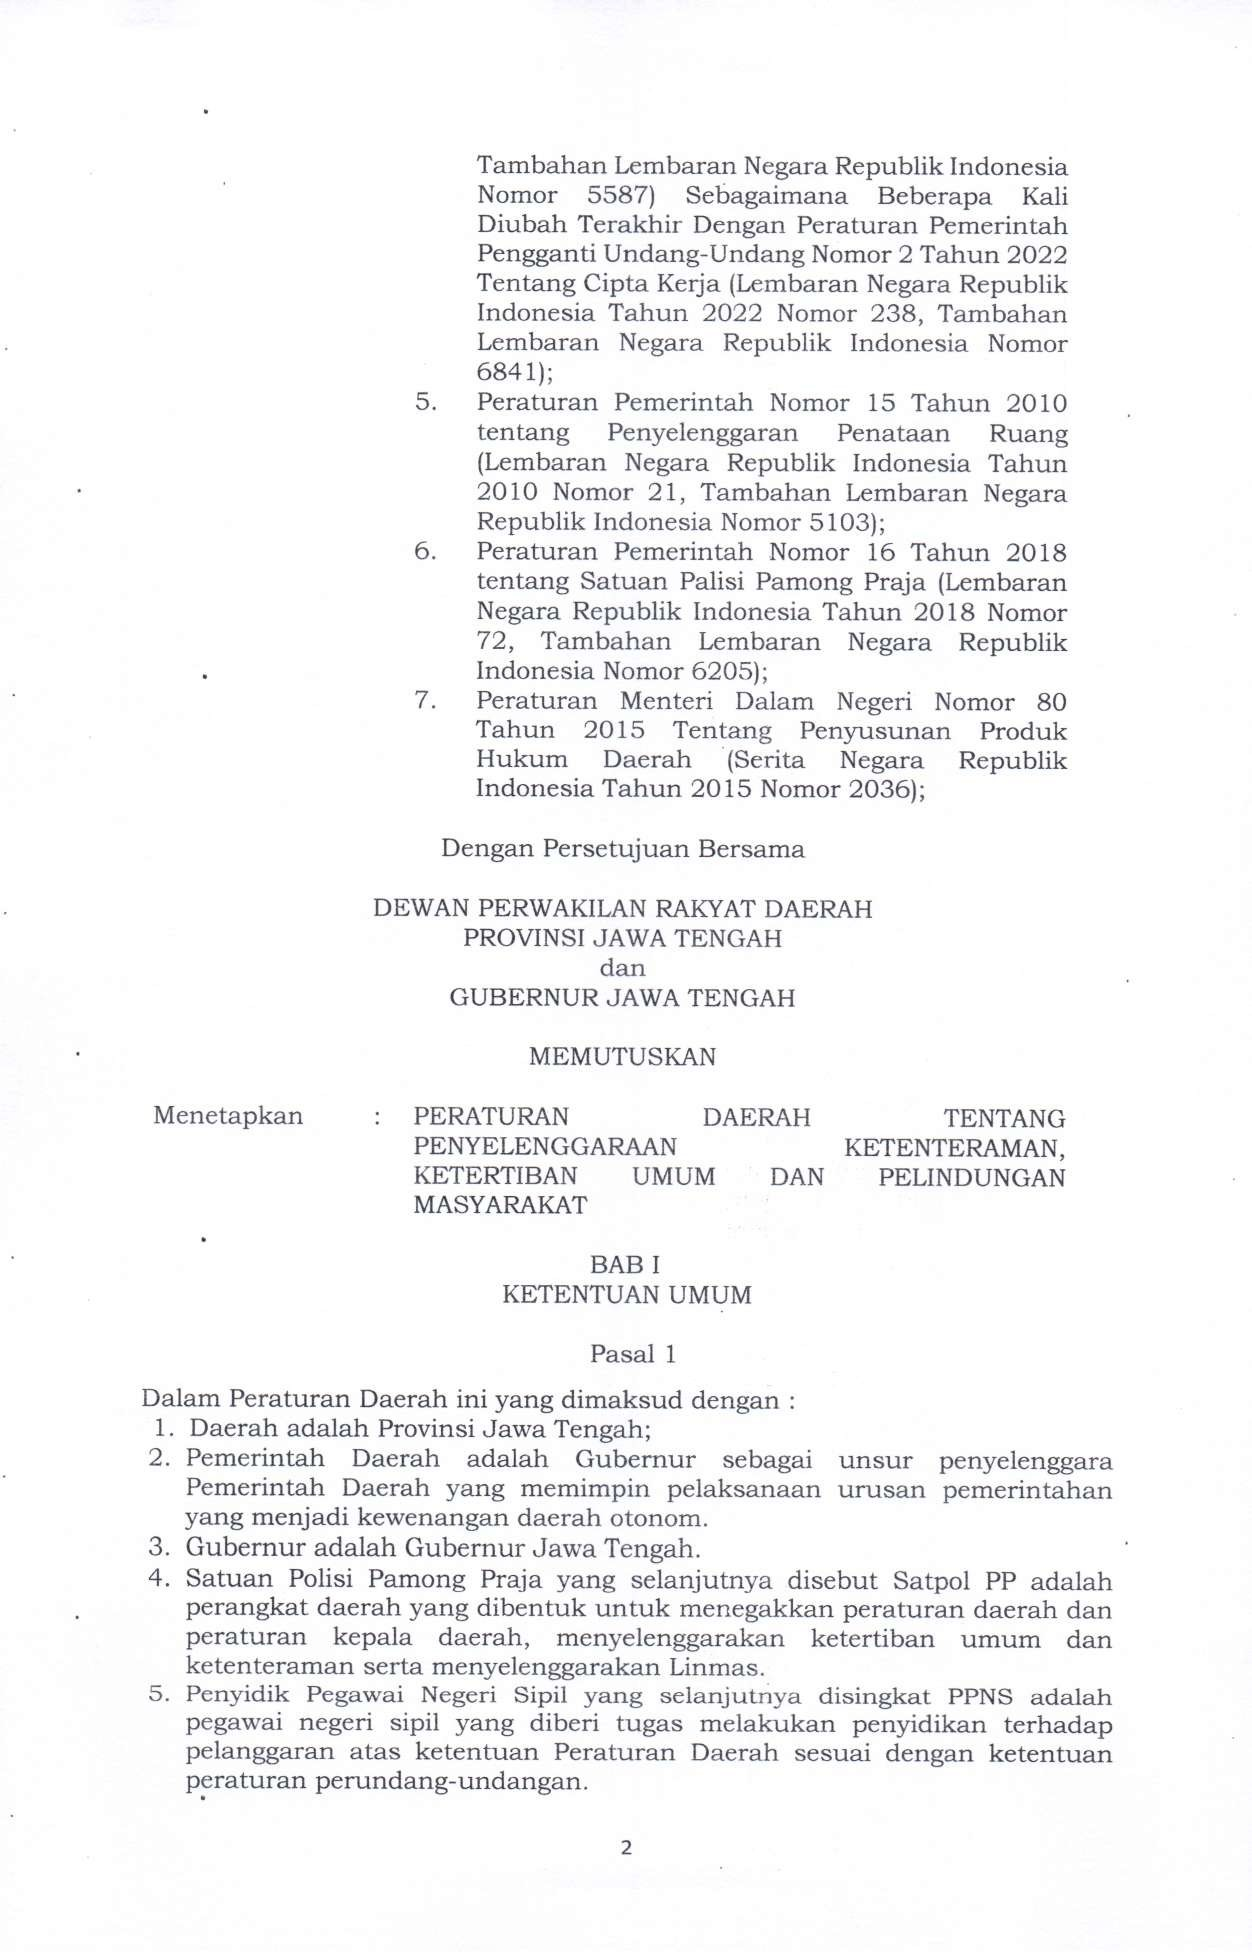 Tambahan Lembaran Negara Republik Indonesia
Nomor 5587) Sebagaimana Beberapa Kali
Diubah Terakhir Dengan Peraturan Pemerintah
Pengganti Undang-Undang Nomor 2 Tahun 2022
Tentang Cipta Kerja (Lembaran Negara Republik
Indonesia Tahun 2022 Nomor 238, Tambahan
Lembaran Negara Republik Indonesia Nomor
6841);
5. Peraturan Pemerintah Nomor 15 Tahun 2010
tentang Penyelenggaran Penataan Ruang
(Lembaran Negara Republik Indonesia Tahun
2010 Nomor 21, Tambahan Lembaran Negara
Republik Indonesia Nomor 5103);
6. Peraturan Pemerintah Nomor 16 Tahun 2018
tentang Satuan Palisi Pamong Praja (Lembaran
Negara Republik Indonesia Tahun 2018 Nomor
72, Tambahan Lembaran Negara Republik
Indonesia Nomor 6205);
7. Peraturan Menteri Dalam Negeri Nomor 80
Tahun 2015 Tentang Penyusunan Produk
Hukum Daerah (Serita Negara Republik
Indonesia Tahun 2015 Nomor 2036);
Dengan Persetujuan Bersama
DEWAN PERWAKILAN RAKYAT DAERAH
PROVINSI JAWA TENGAH
dan
GUBERNUR JAWA TENGAH
MEMUTUSKAN
Menetapkan : PERATURAN DAERAH TENTANG
PENYELENGGARAAN KETENTERAMAN,
KETERTIBAN UMUM DAN PELINDUNGAN
MASYARAKAT
BAB I
KETENTUAN UMUM
Pasal 1
Dalam Peraturan Daerah ini yang dimaksud dengan :
1. Daerah adalah Provinsi Jawa Tengah;
2. Pemerintah Daerah adalah Gubernur sebagai unsur penyelenggara
Pemerintah Daerah yang memimpin pelaksanaan urusan pemerintahan
yang menjadi kewenangan daerah otonom.
3. Gubernur adalah Gubernur Jawa Tengah.
4. Satuan Polisi Pamong Praja yang selanjutnya disebut Satpol PP adalah
perangkat daerah yang dibentuk untuk menegakkan peraturan daerah dan
peraturan kepala daerah, menyelenggarakan ketertiban umum dan
ketenteraman serta menyelenggarakan Linmas.
5. Penyidik Pegawai Negeri Sipil yang selanjutnya disingkat PPNS adalah
pegawai negeri sipil yang diberi tugas melakukan penyidikan terhadap
pelanggaran atas ketentuan Peraturan Daerah sesuai dengan ketentuan
peraturan perundang-undangan.
2